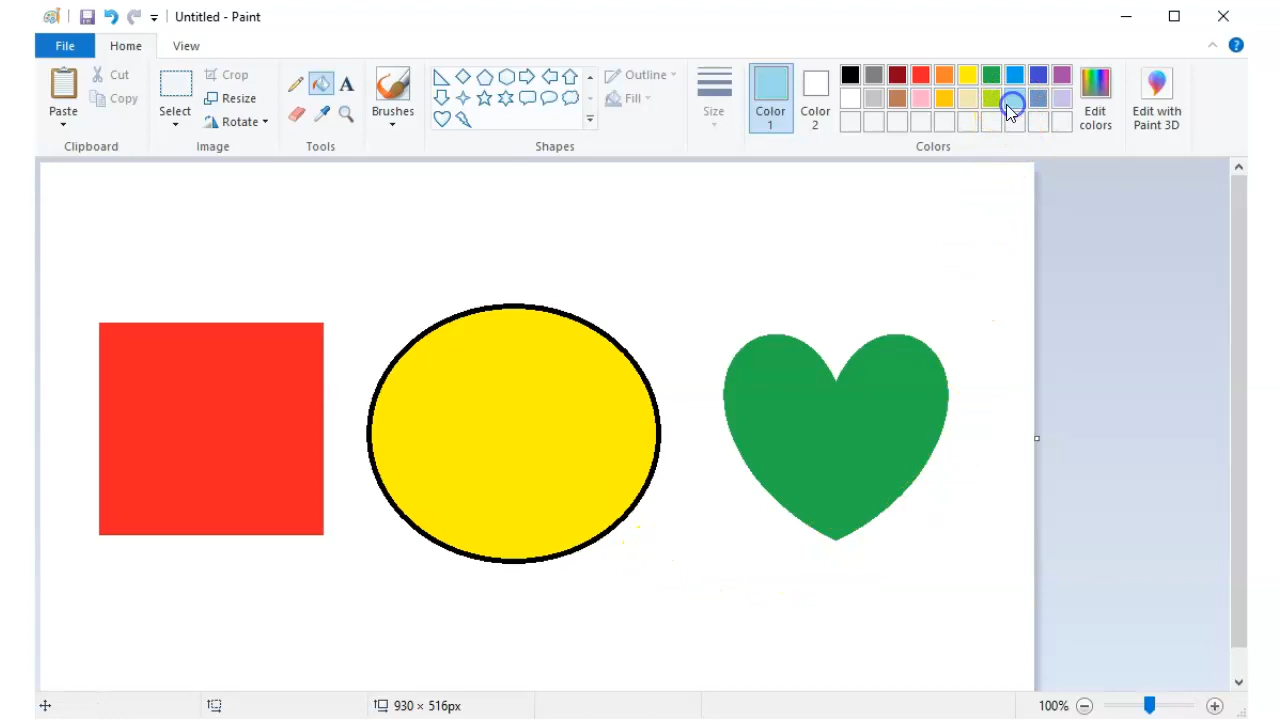 Untitled - Paint
File Home View
Paste
Cut
Copy
Clipboard
Select
Crop
Resize
Rotate
Image
A
Tools
Brushes
Shapes
Outline
Fill
Size
Color
1
Color
2
Edit
colors
Colors
Edit with
Paint 3D
930 × 516px
100%